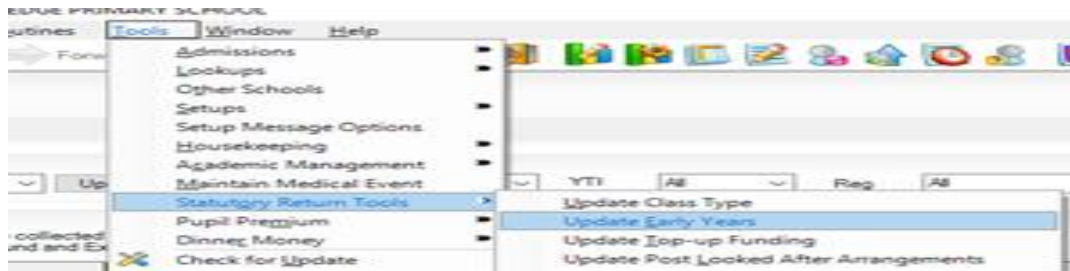 EDGE PRIMARY SCHOOL
utines Tools Window Help
Forw
Admissions
Lookups
Other Schools
Setups
Setup Message Options
Housekeeping
Academic Management
Up Maintain Medical Event YTI All Reg All
Statutory Return Tools Update Class Type
Pupil Premium Update Early Years
collected Dinner Money Update Top-up Funding
und and Ex Check for Update Update Post Looked After Arrangements